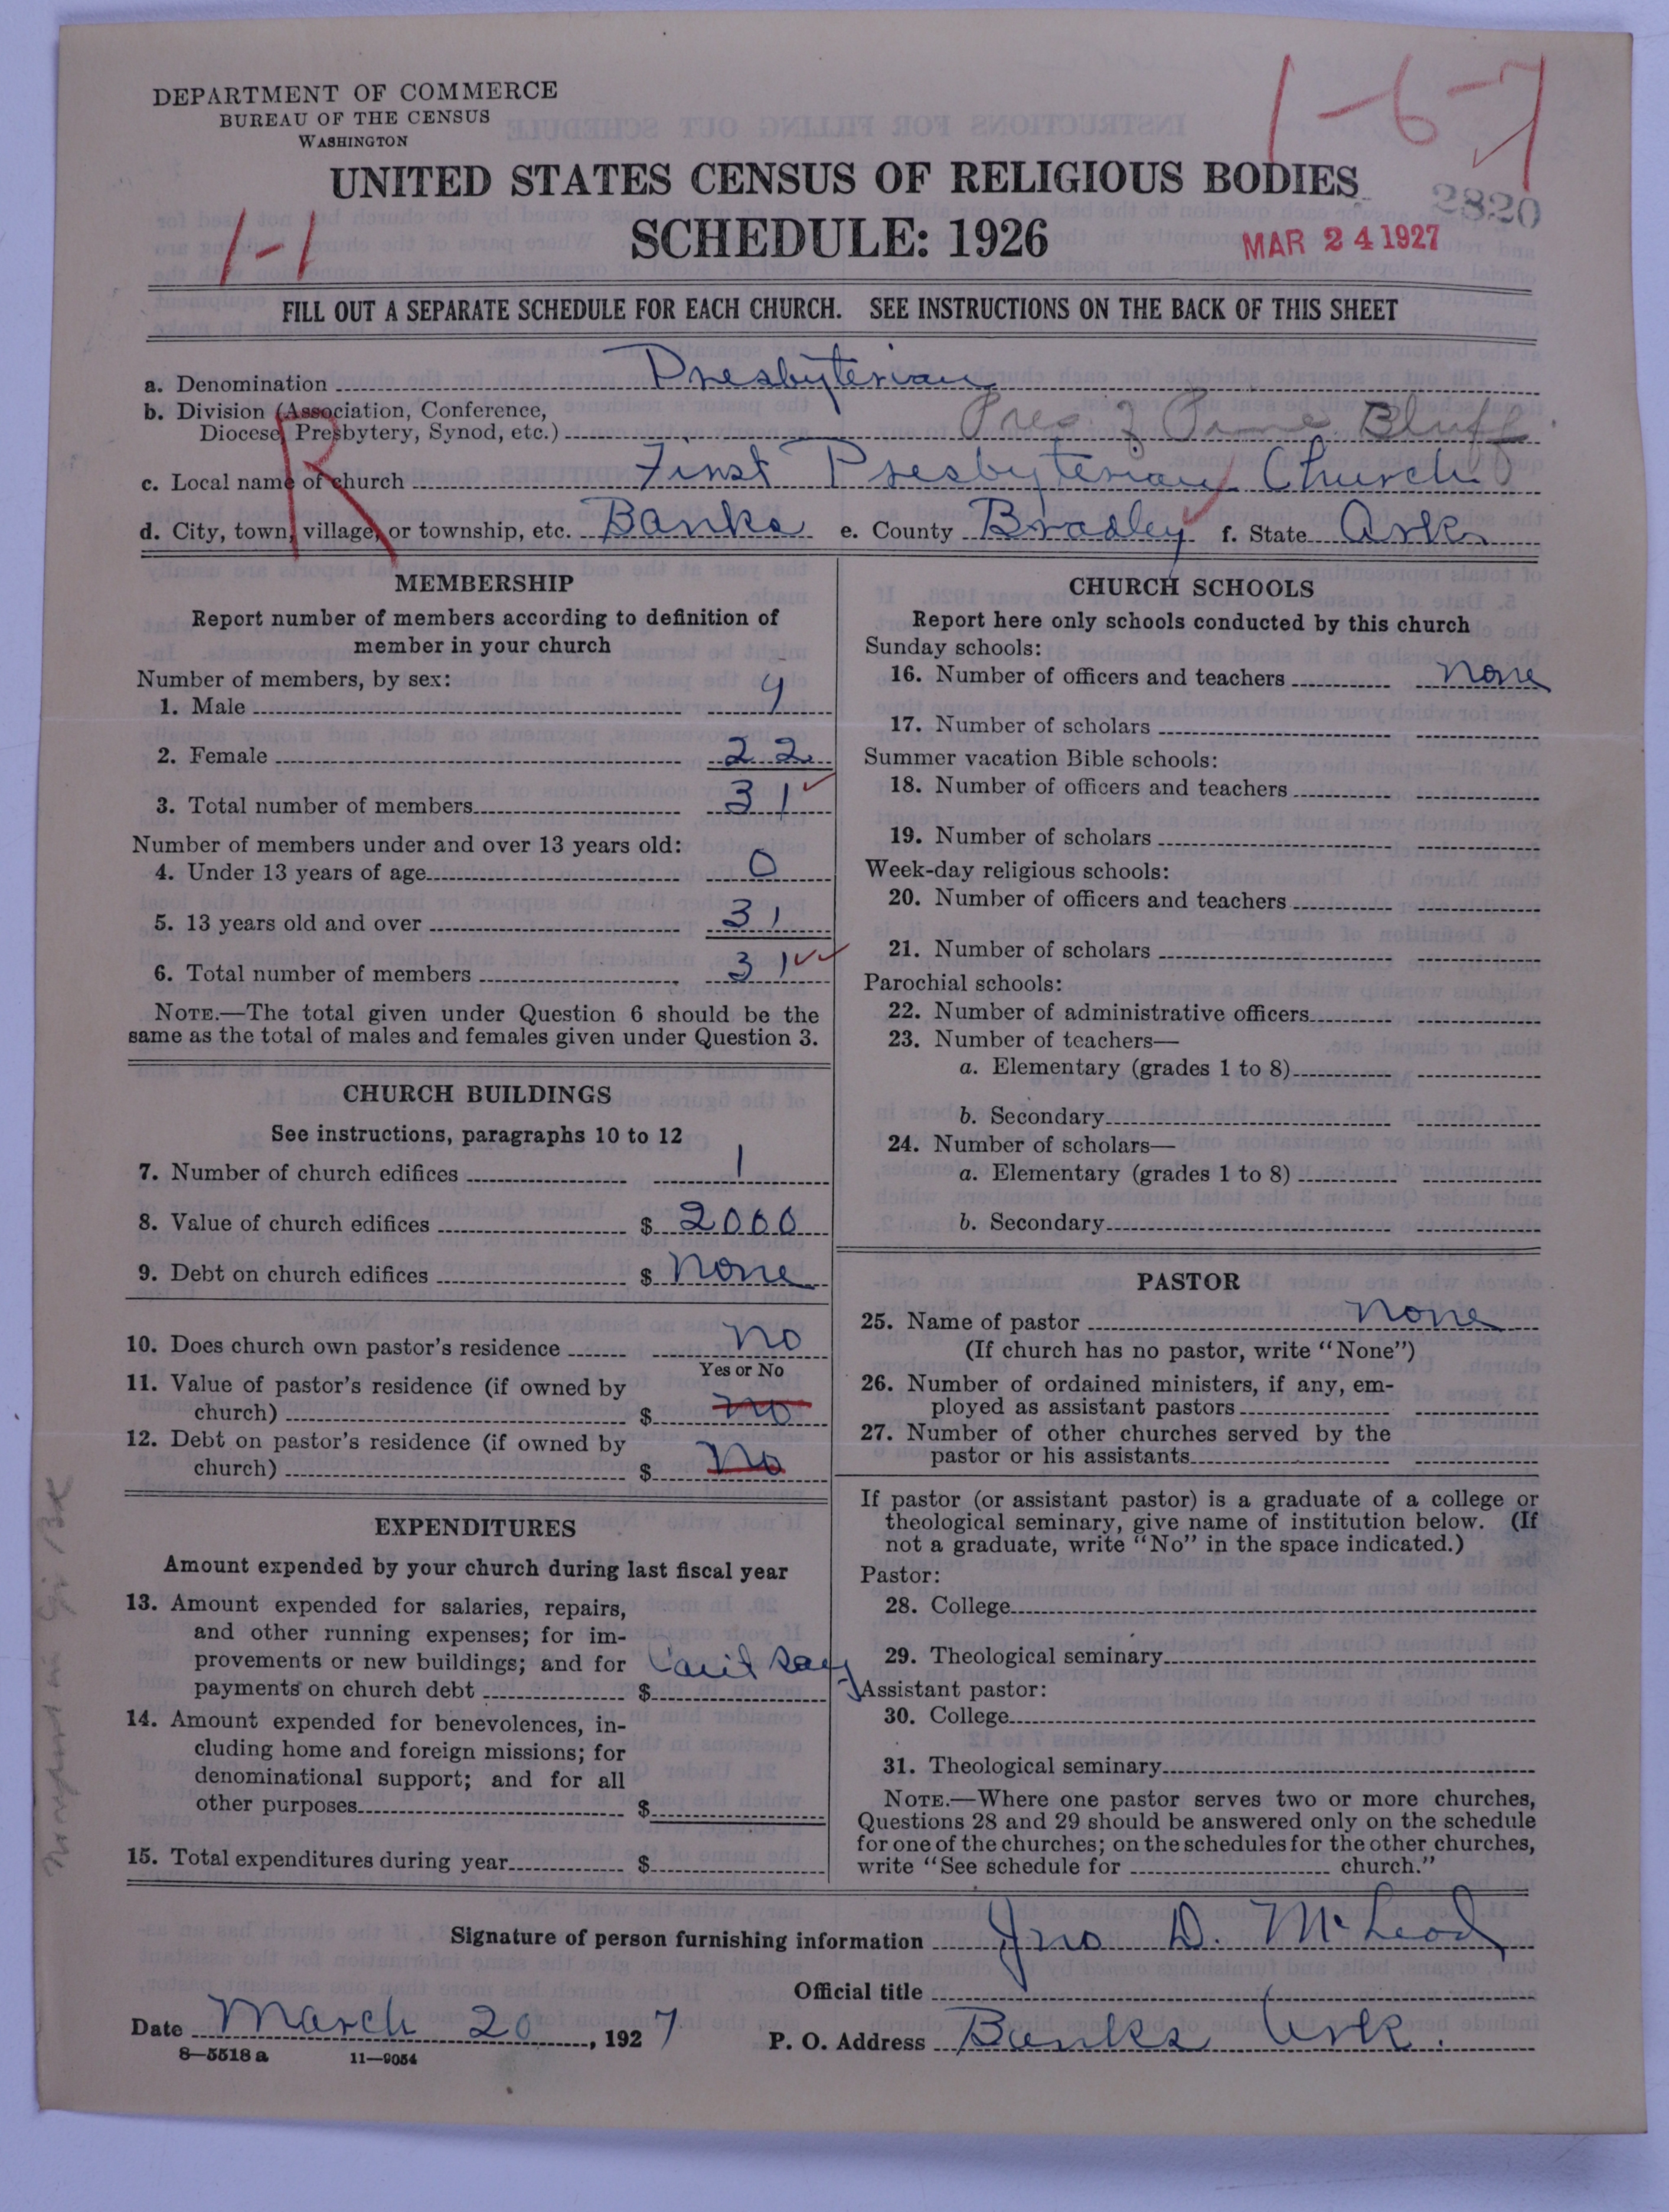 DEPARTMENT OF COMMERCE
BUREAU OF THE CENSUS
WASHINGTON
1-6-7
UNITED STATES CENSUS OF RELIGIOUS BODIES
2820
1-1
SCHEDULE: 1926
MAR 24 1927
FILL OUT A SEPARATE SCHEDULE FOR EACH CHURCH. SEE INSTRUCTIONS ON THE BACK OF THIS SHEET
a. Denomination Presbyterian
b. Division (Association, Conference,
Diocese, Presbytery, Synod, etc.) Pres. of Pine Bluff
R
c. Local name of church First Presbyterian Church
d. City, town, village, or township, etc. Banks e. County Bradley f. State Ark
MEMBERSHIP
Report number of members according to definition of
member in your church
Number of members, by sex:
1. Male 9
2. Female 22
3. Total number of members 31
Number of members under and over 13 years old:
4. Under 13 years of age 0
5. 13 years old and over 31
6. Total number of members 31
NOTE.—The total given under Question 6 should be the
same as the total of males and females given under Question 3.
CHURCH BUILDINGS
See instructions, paragraphs 10 to 12
7. Number of church edifices 1
8. Value of church edifices $ 2000
9. Debt on church edifices $ none
10. Does church own pastor's residence no
Yes or No
11. Value of pastor's residence (if owned by
church) $ no
12. Debt on pastor's residence (if owned by
church) $ No
EXPENDITURES
Amount expended by your church during last fiscal year
13. Amount expended for salaries, repairs,
and other running expenses; for im-
provements or new buildings; and for Cant Say
payments on church debt $
14. Amount expended for benevolences, in-
cluding home and foreign missions; for
denominational support; and for all
other purposes $
15. Total expenditures during year $
CHURCH SCHOOLS
Report here only schools conducted by this church
Sunday schools:
16. Number of officers and teachers none
17. Number of scholars
Summer vacation Bible schools:
18. Number of officers and teachers
19. Number of scholars
Week-day religious schools:
20. Number of officers and teachers
21. Number of scholars
Parochial schools:
22. Number of administrative officers
23. Number of teachers—
a. Elementary (grades 1 to 8)
b. Secondary
24. Number of scholars—
a. Elementary (grades 1 to 8)
b. Secondary
PASTOR
25. Name of pastor none
(If church has no pastor, write "None")
26. Number of ordained ministers, if any, em-
ployed as assistant pastors
27. Number of other churches served by the
pastor or his assistants
If pastor (or assistant pastor) is a graduate of a college or
theological seminary, give name of institution below. (If
not a graduate, write "No" in the space indicated.)
Pastor:
28. College
29. Theological seminary
Assistant pastor:
30. College
31. Theological seminary
NOTE.—Where one pastor serves two or more churches,
Questions 28 and 29 should be answered only on the schedule
for one of the churches; on the schedules for the other churches,
write "See schedule for church."
Signature of person furnishing information Jno D. McLeod
Official title
Date March 20, 1927
P. O. Address Banks Ark.
8—5518 a 11—9054